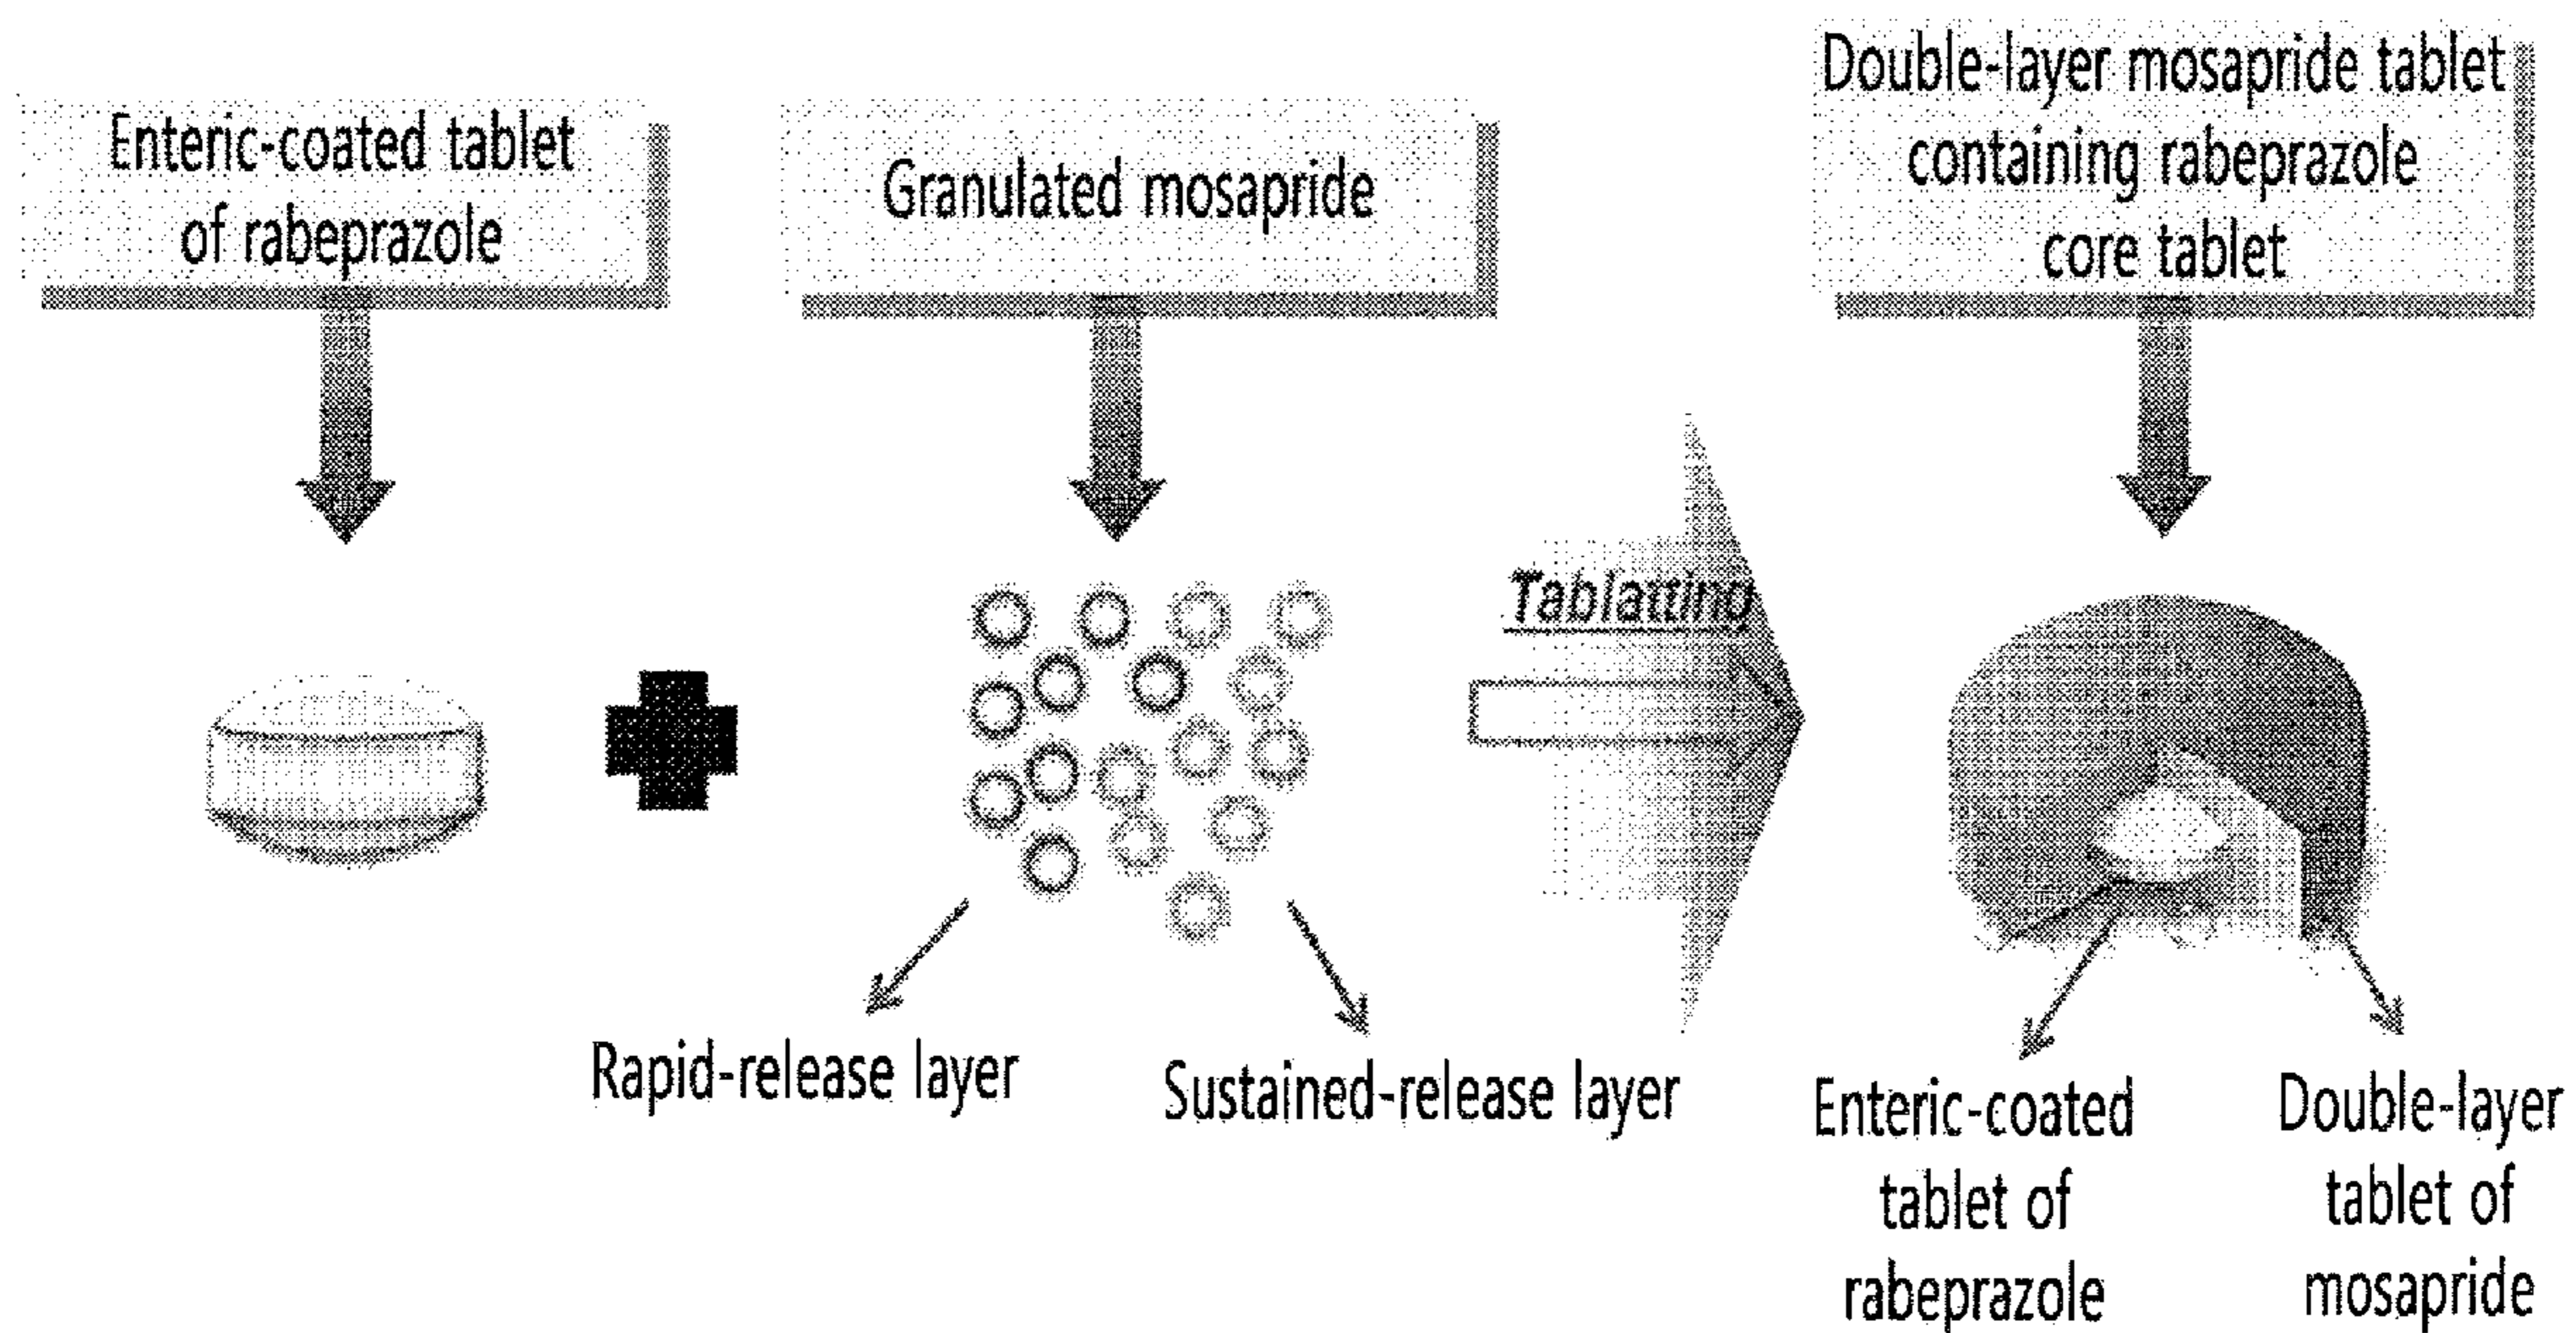 Enteric-coated tablet
of rabeprazole
Granulated mosapride
Double-layer mosapride tablet
containing rabeprazole
core tablet
Tablatting
Rapid-release layer
Sustained-release layer
Enteric-coated
tablet of
rabeprazole
Double-layer
tablet of
mosapride